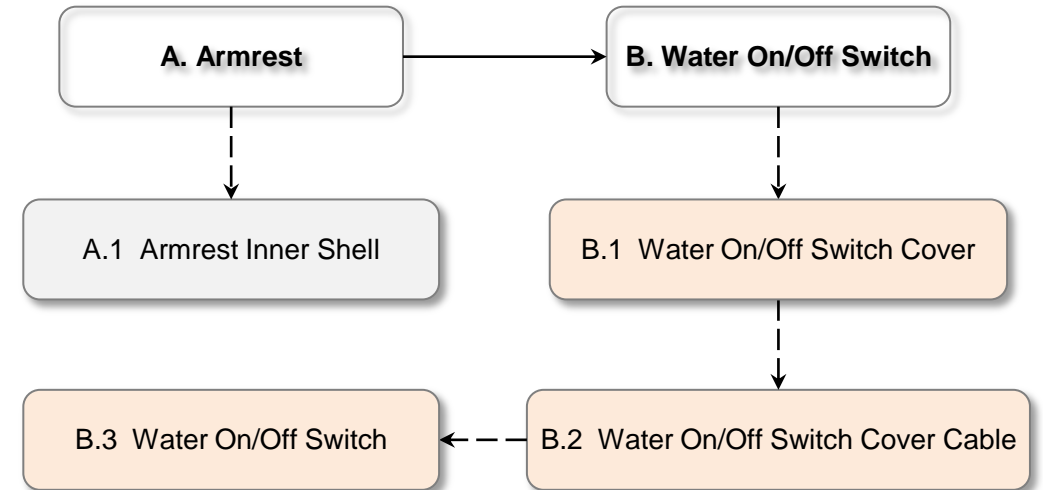 A. Armrest
B. Water On/Off Switch
A.1 Armrest Inner Shell
B.1 Water On/Off Switch Cover
B.3 Water On/Off Switch
B.2 Water On/Off Switch Cover Cable